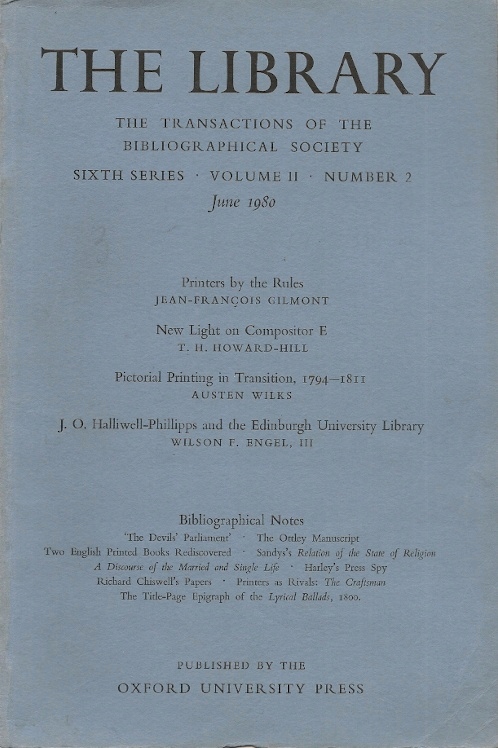 THE LIBRARY
THE TRANSACTIONS OF THE
BIBLIOGRAPHICAL SOCIETY
SIXTH SERIES · VOLUME II · NUMBER 2
June 1980
Printers by the Rules
JEAN-FRANÇOIS GILMONT
New Light on Compositor E
T. H. HOWARD-HILL
Pictorial Printing in Transition, 1794–1811
AUSTEN WILKS
J. O. Halliwell-Phillipps and the Edinburgh University Library
WILSON F. ENGEL, III
Bibliographical Notes
'The Devils' Parliament' · The Ottley Manuscript
Two English Printed Books Rediscovered · Sandys's Relation of the State of Religion
A Discourse of the Married and Single Life · Harley's Press Spy
Richard Chiswell's Papers · Printers as Rivals: The Craftsman
The Title-Page Epigraph of the Lyrical Ballads, 1800.
PUBLISHED BY THE
OXFORD UNIVERSITY PRESS